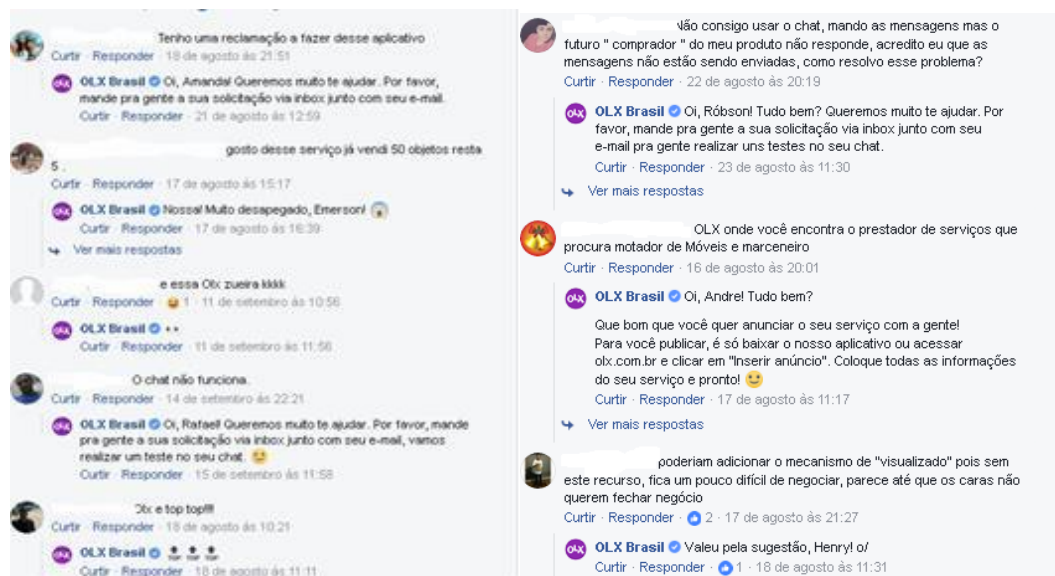 Tenho uma reclamação a fazer desse aplicativo
Curtir · Responder · 18 de agosto às 21:51
OLX Brasil Oi, Amanda! Queremos muito te ajudar. Por favor,
mande pra gente a sua solicitação via inbox junto com seu e-mail.
Curtir · Responder · 21 de agosto às 12:59
gosto desse serviço já vendi 50 objetos resta
5 .
Curtir · Responder · 17 de agosto às 15:17
OLX Brasil Nossa! Muito desapegado, Emerson!
Curtir · Responder · 17 de agosto às 16:39
Ver mais respostas
e essa Olx zueira kkkk
Curtir · Responder · 1 · 11 de setembro às 10:56
OLX Brasil
Curtir · Responder · 11 de setembro às 11:56
O chat não funciona.
Curtir · Responder · 14 de setembro às 22:21
OLX Brasil Oi, Rafael! Queremos muito te ajudar. Por favor, mande
pra gente a sua solicitação via inbox junto com seu e-mail, vamos
realizar um teste no seu chat.
Curtir · Responder · 15 de setembro às 11:58
Olx e top top!!!!
Curtir · Responder · 18 de agosto às 10:21
OLX Brasil
Curtir · Responder · 18 de agosto às 11:11
Não consigo usar o chat, mando as mensagens mas o
futuro " comprador " do meu produto não responde, acredito eu que as
mensagens não estão sendo enviadas, como resolvo esse problema?
Curtir · Responder · 22 de agosto às 20:19
OLX Brasil Oi, Róbson! Tudo bem? Queremos muito te ajudar. Por
favor, mande pra gente a sua solicitação via inbox junto com seu
e-mail pra gente realizar uns testes no seu chat.
Curtir · Responder · 23 de agosto às 11:30
Ver mais respostas
OLX onde você encontra o prestador de serviços que
procura motador de Móveis e marceneiro
Curtir · Responder · 16 de agosto às 20:01
OLX Brasil Oi, Andre! Tudo bem?
Que bom que você quer anunciar o seu serviço com a gente!
Para você publicar, é só baixar o nosso aplicativo ou acessar
olx.com.br e clicar em "Inserir anúncio". Coloque todas as informações
do seu serviço e pronto!
Curtir · Responder · 17 de agosto às 11:17
Ver mais respostas
poderiam adicionar o mecanismo de "visualizado" pois sem
este recurso, fica um pouco difícil de negociar, parece até que os caras não
querem fechar negócio
Curtir · Responder · 2 · 17 de agosto às 21:27
OLX Brasil Valeu pela sugestão, Henry! o/
Curtir · Responder · 1 · 18 de agosto às 11:31